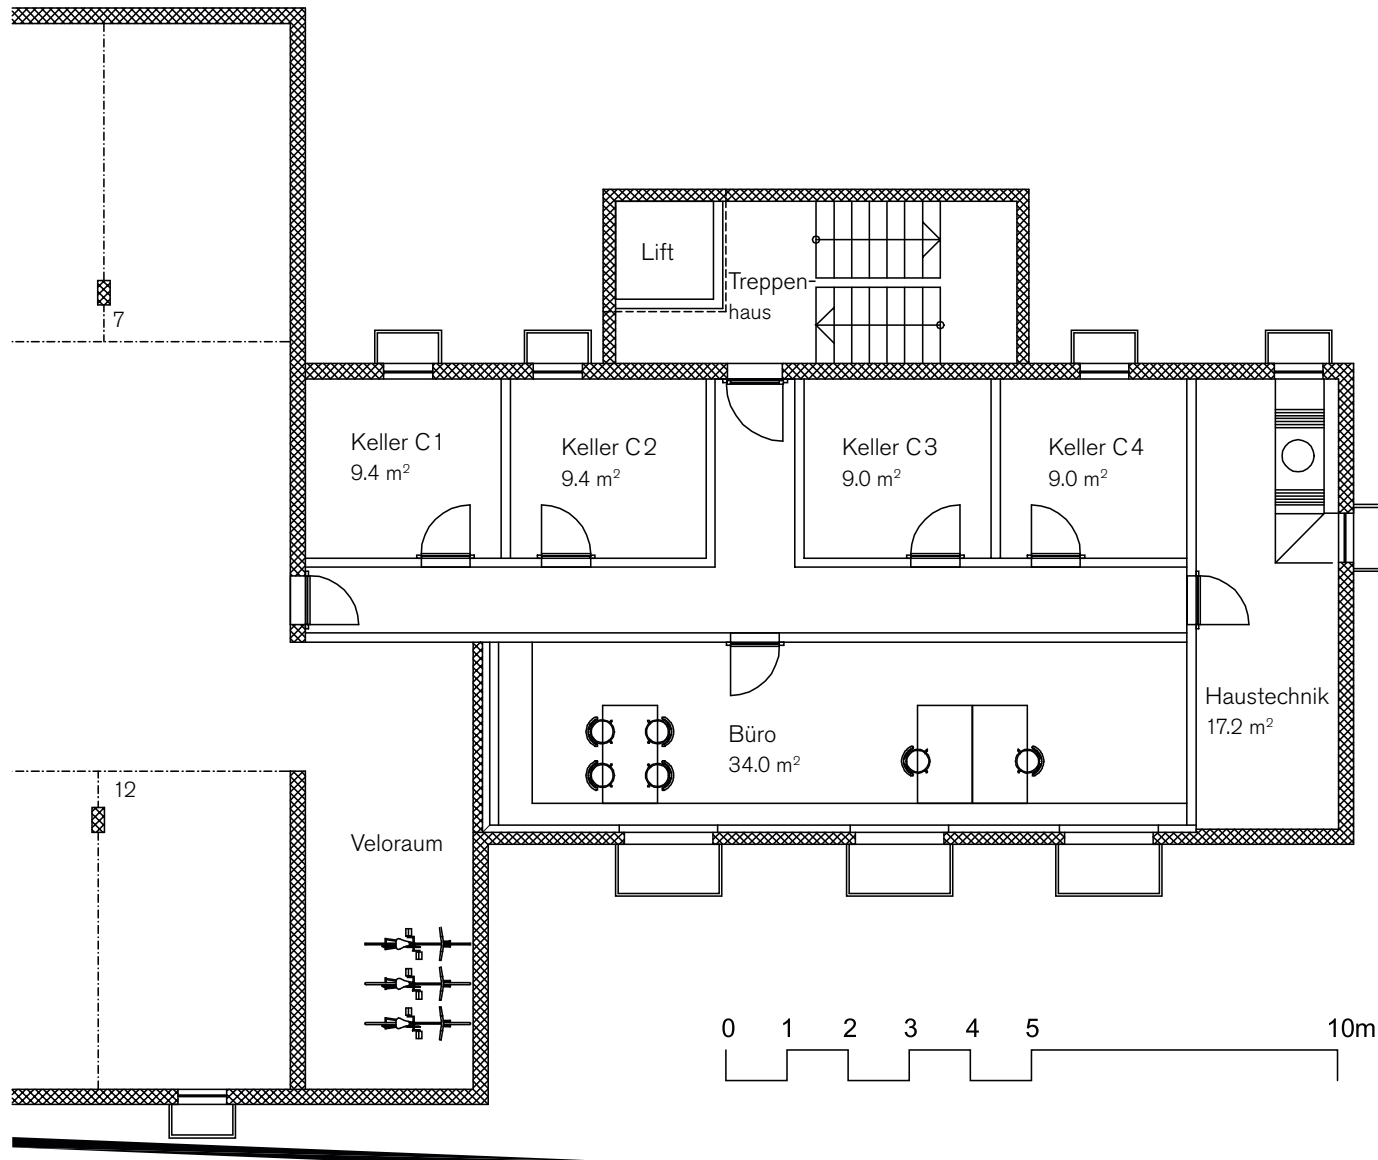 Lift
Treppen-
haus
7
Keller C1
9.4 m²
Keller C2
9.4 m²
Keller C3
9.0 m²
Keller C4
9.0 m²
Haustechnik
17.2 m²
Büro
34.0 m²
12
Veloraum
0 1 2 3 4 5 10m